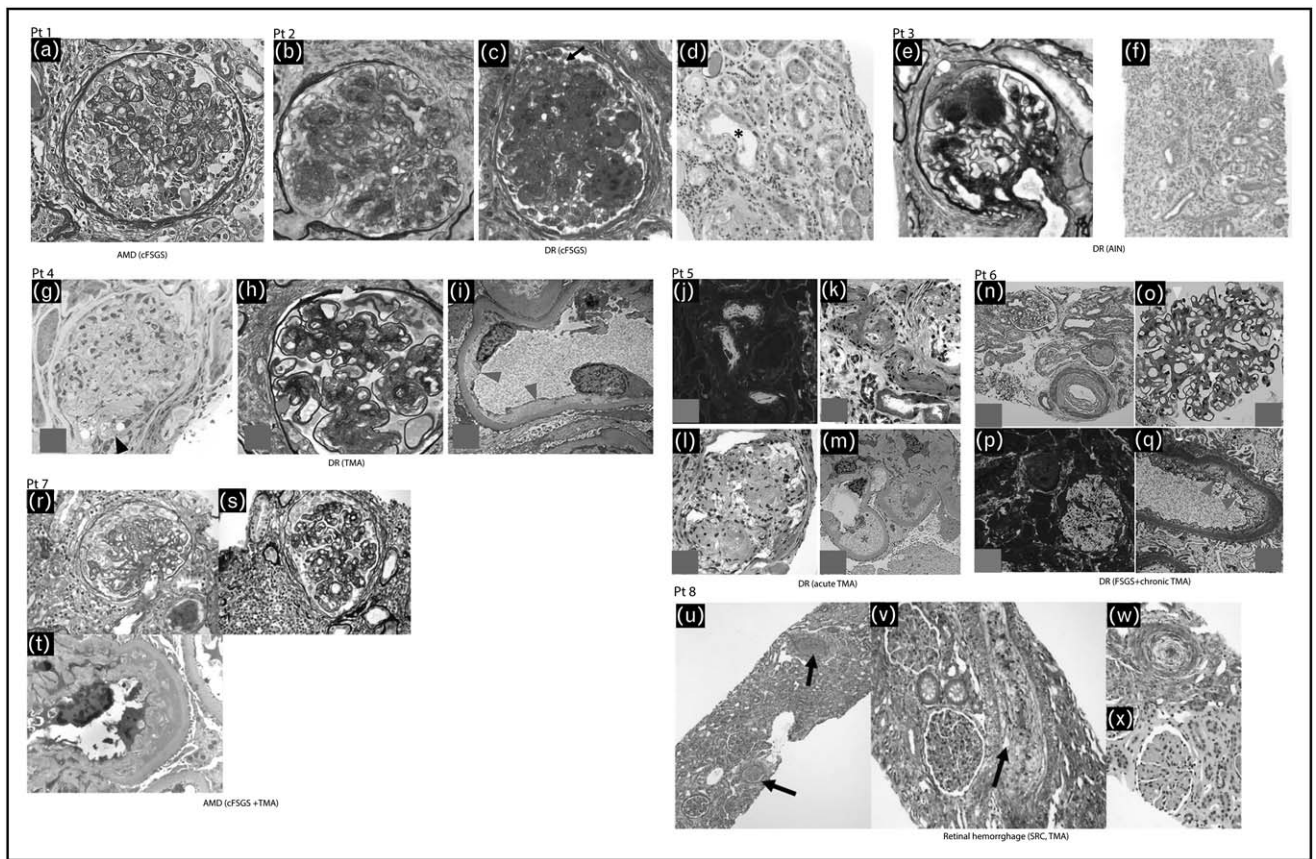 Pt 1
Pt 2
Pt 3
(a)
(b)
(c)
(d)
*
(e)
(f)
AMD (cFSGS)
DR (cFSGS)
DR (AIN)
Pt 4
(g)
(h)
(i)
DR (TMA)
Pt 5
(j)
(k)
(l)
(m)
*
DR (acute TMA)
Pt 6
(n)
(o)
(p)
(q)
DR (FSGS+chronic TMA)
Pt 7
(r)
(s)
(t)
AMD (cFSGS +TMA)
Pt 8
(u)
(v)
(w)
(x)
Retinal hemorrghage (SRC, TMA)